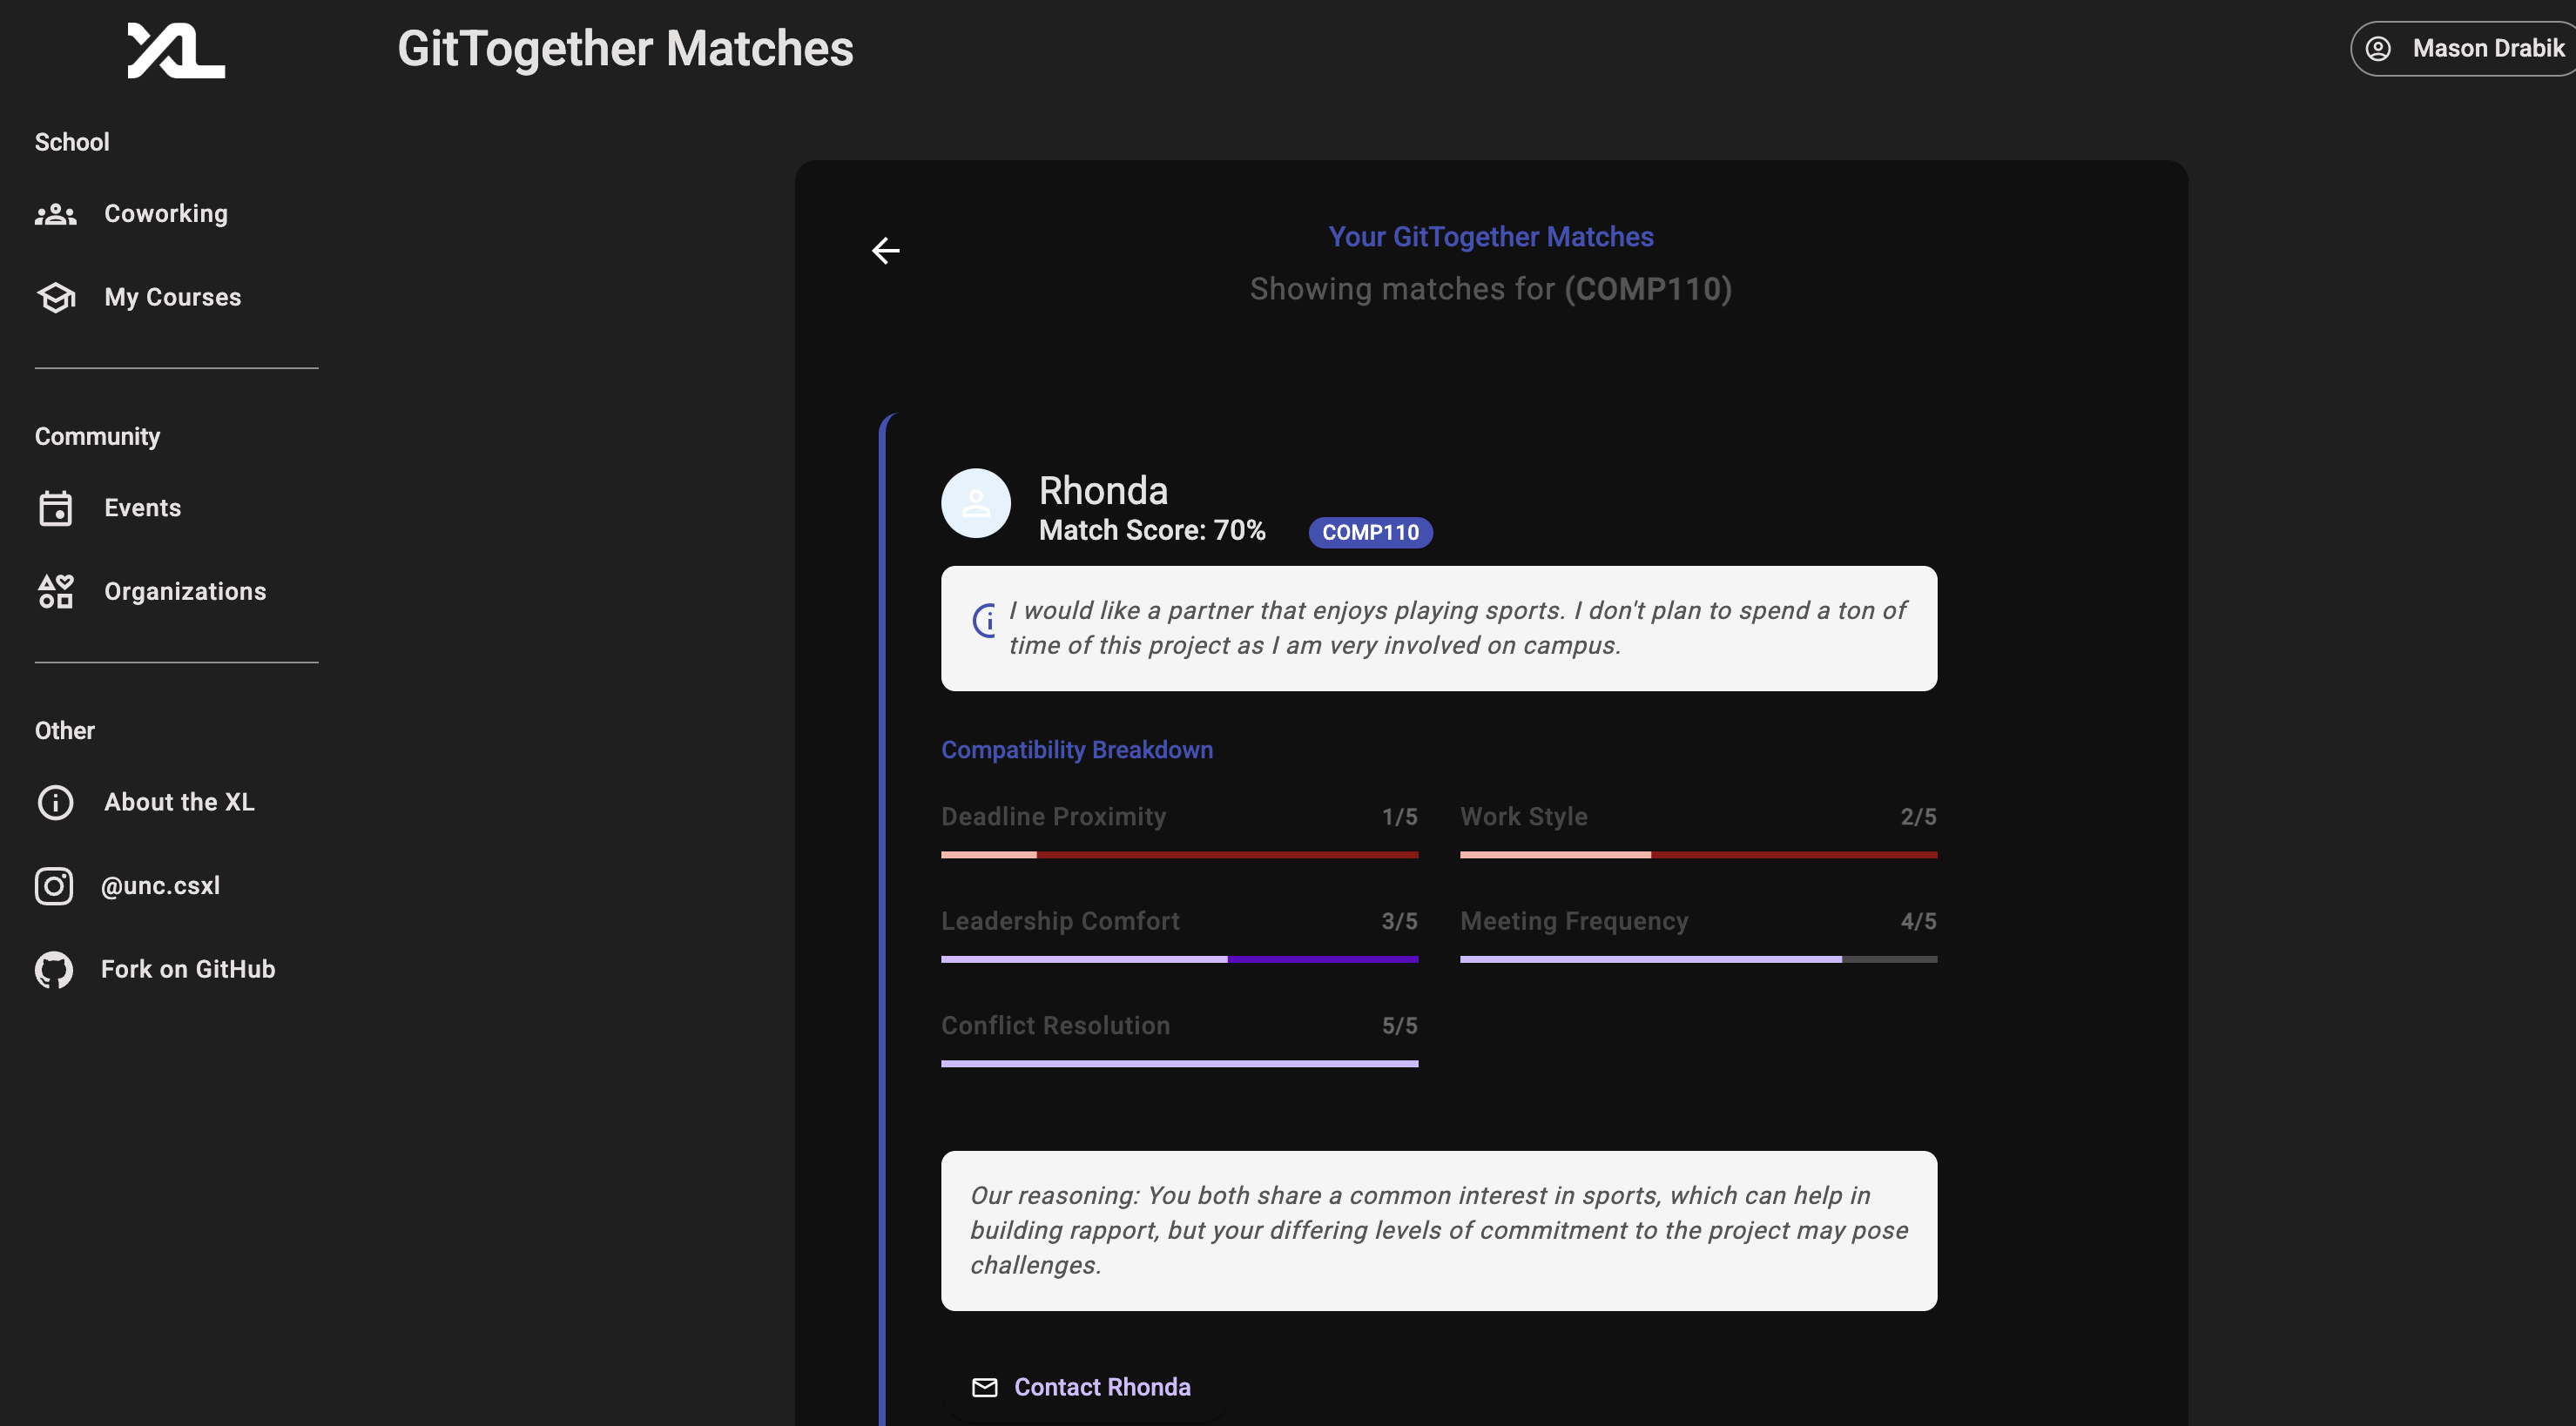 XL
GitTogether Matches
Mason Drabik
School
Coworking
My Courses
Community
Events
Organizations
Other
About the XL
@unc.csxl
Fork on GitHub
Your GitTogether Matches
Showing matches for (COMP110)
Rhonda
Match Score: 70%
COMP110
I would like a partner that enjoys playing sports. I don't plan to spend a ton of
time of this project as I am very involved on campus.
Compatibility Breakdown
Deadline Proximity 1/5
Work Style 2/5
Leadership Comfort 3/5
Meeting Frequency 4/5
Conflict Resolution 5/5
Our reasoning: You both share a common interest in sports, which can help in
building rapport, but your differing levels of commitment to the project may pose
challenges.
Contact Rhonda